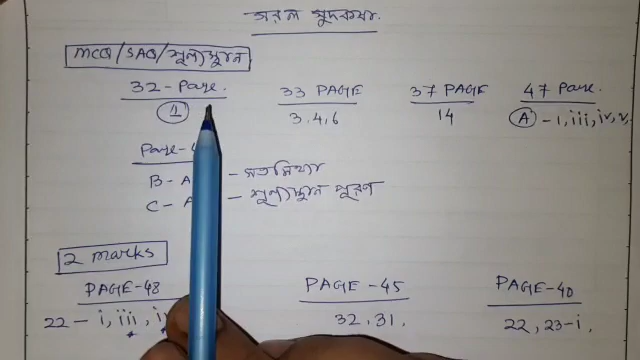 সরল সুদকষা.
MCQ/SAQ/শূন্যস্থান
32-Page. 33 PAGE 37 PAGE 47 Page.
1 3,4,6 14 A - i, iii, iv, v,
Page-4
B- A - সত্য মিথ্যা
C- A - শূন্যস্থান পূরণ
2 marks
PAGE-48 PAGE-45 PAGE-40
22 - i, iii, iv 32, 31, 22, 23-i,